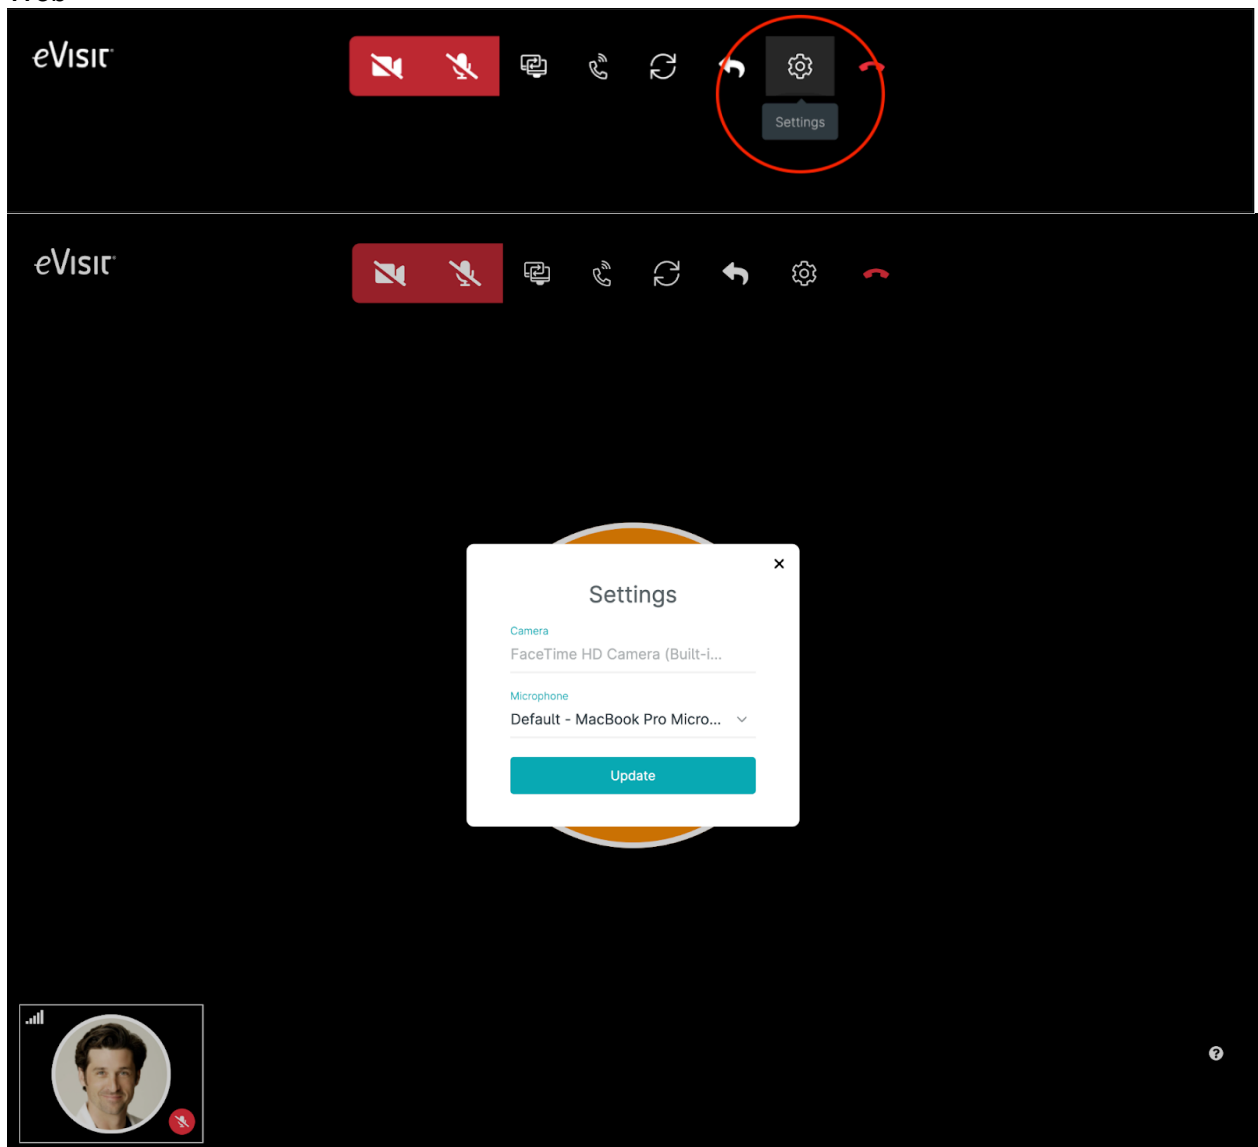 eVisit
Settings
eVisit
Settings
Camera
FaceTime HD Camera (Built-i...
Microphone
Default - MacBook Pro Micro...
Update